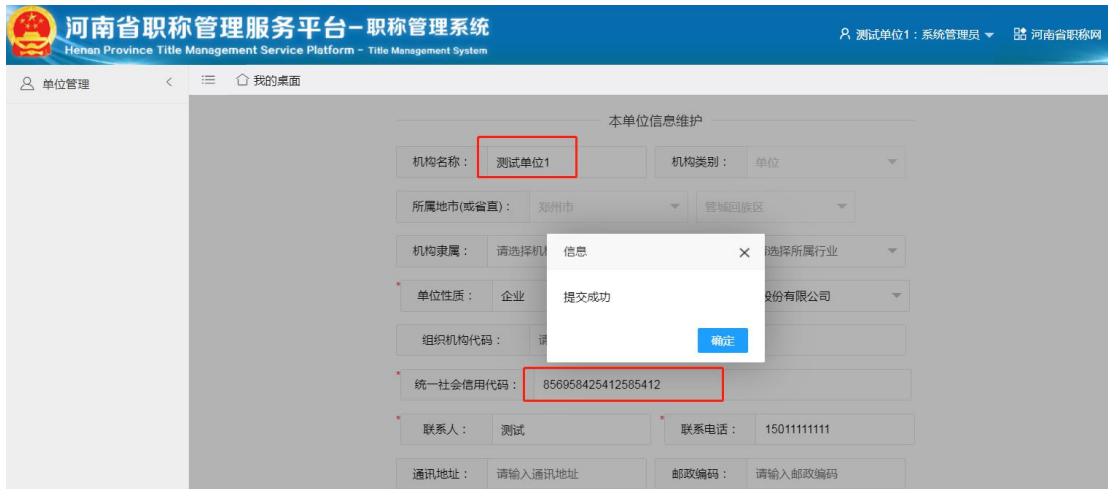 河南省职称管理服务平台-职称管理系统
Henan Province Title Management Service Platform - Title Management System
测试单位1：系统管理员
河南省职称网
单位管理
我的桌面
本单位信息维护
机构名称： 测试单位1 机构类别： 单位
所属地市(或省直)： 郑州市 管城回族区
机构隶属： 请选择机 选择所属行业
信息
提交成功
确定
* 单位性质： 企业 股份有限公司
组织机构代码：
* 统一社会信用代码： 856958425412585412
* 联系人： 测试 * 联系电话： 15011111111
通讯地址： 请输入通讯地址 邮政编码： 请输入邮政编码